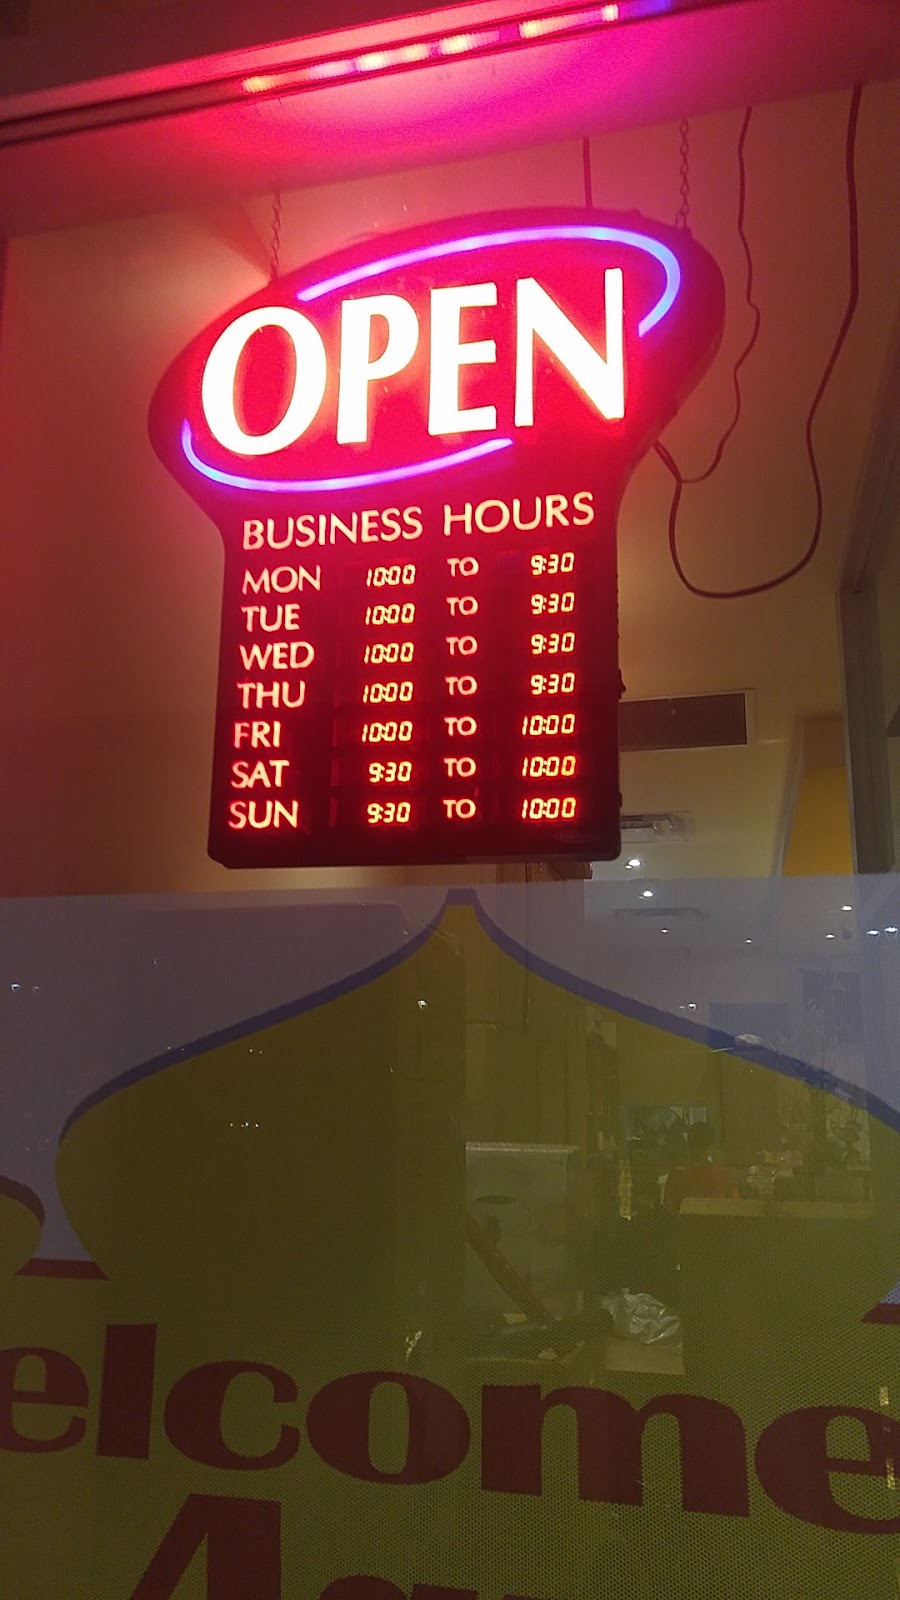 OPEN
BUSINESS HOURS
MON 10:00 TO 9:30
TUE 10:00 TO 9:30
WED 10:00 TO 9:30
THU 10:00 TO 9:30
FRI 10:00 TO 10:00
SAT 9:30 TO 10:00
SUN 9:30 TO 10:00
elcome